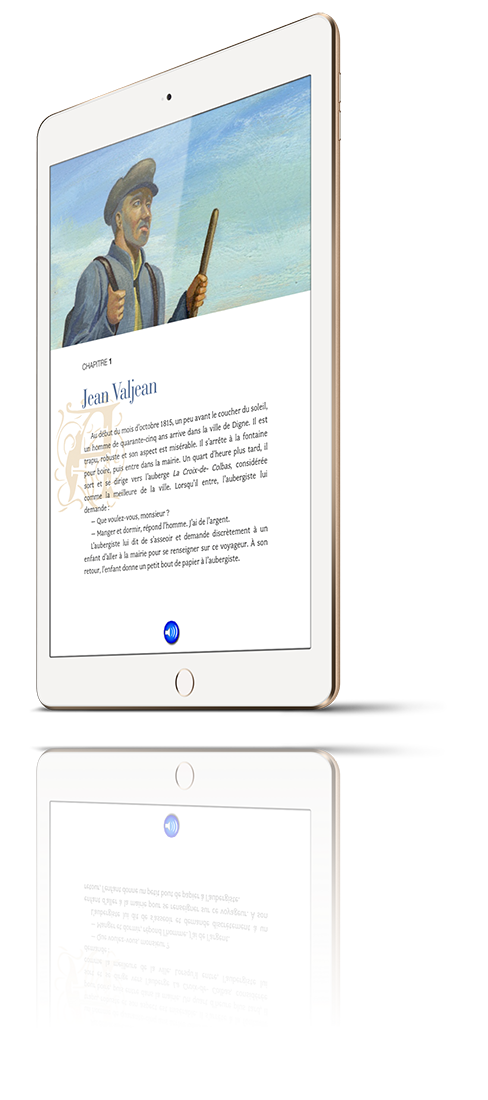 CHAPITRE 1
Jean Valjean
Au début du mois d'octobre 1815, un peu avant le coucher du soleil,
un homme de quarante-cinq ans arrive dans la ville de Digne. Il est
trapu, robuste et son aspect est misérable. Il s'arrête à la fontaine
pour boire, puis entre dans la mairie. Un quart d'heure plus tard, il
sort et se dirige vers l'auberge La Croix-de- Colbas, considérée
comme la meilleure de la ville. Lorsqu'il entre, l'aubergiste lui
demande :
– Que voulez-vous, monsieur ?
– Manger et dormir, répond l'homme. J'ai de l'argent.
L'aubergiste lui dit de s'asseoir et demande discrètement à un
enfant d'aller à la mairie pour se renseigner sur ce voyageur. À son
retour, l'enfant donne un petit bout de papier à l'aubergiste.